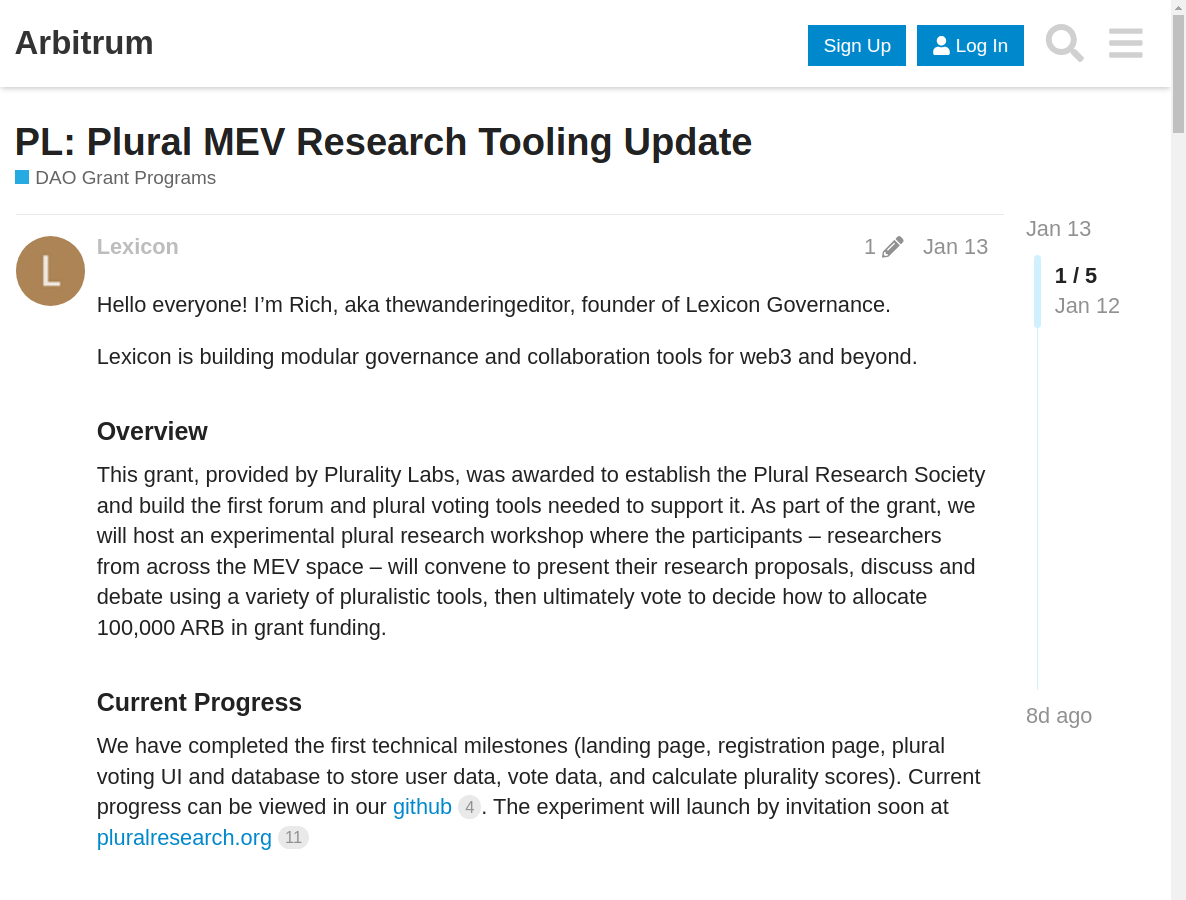 Arbitrum
Sign Up
Log In
PL: Plural MEV Research Tooling Update
DAO Grant Programs
L
Lexicon
1
Jan 13
Jan 13
1 / 5
Jan 12
Hello everyone! I’m Rich, aka thewanderingeditor, founder of Lexicon Governance.
Lexicon is building modular governance and collaboration tools for web3 and beyond.
Overview
This grant, provided by Plurality Labs, was awarded to establish the Plural Research Society
and build the first forum and plural voting tools needed to support it. As part of the grant, we
will host an experimental plural research workshop where the participants – researchers
from across the MEV space – will convene to present their research proposals, discuss and
debate using a variety of pluralistic tools, then ultimately vote to decide how to allocate
100,000 ARB in grant funding.
Current Progress
8d ago
We have completed the first technical milestones (landing page, registration page, plural
voting UI and database to store user data, vote data, and calculate plurality scores). Current
progress can be viewed in our github 4. The experiment will launch by invitation soon at
pluralresearch.org 11